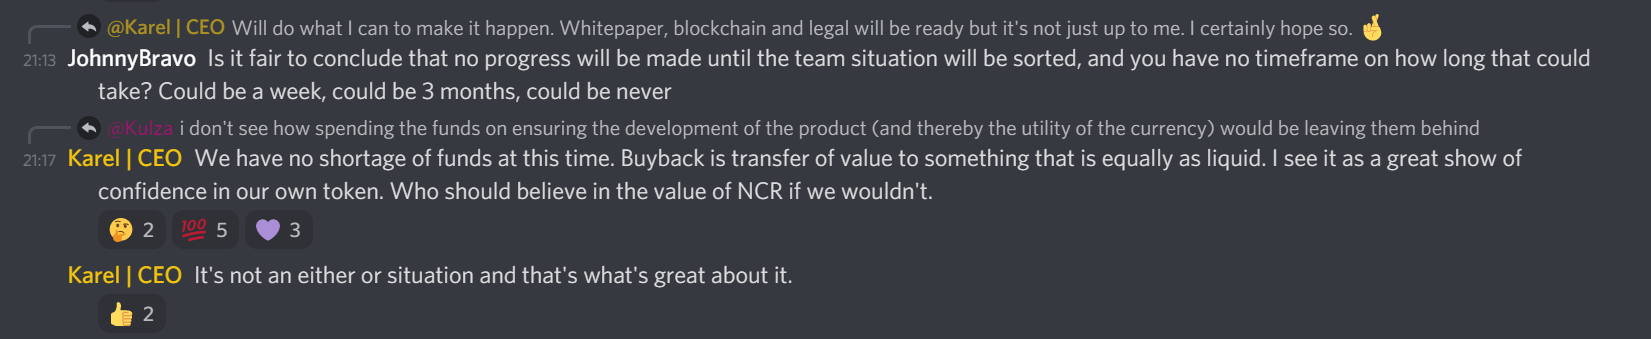 @Karel | CEO Will do what I can to make it happen. Whitepaper, blockchain and legal will be ready but it's not just up to me. I certainly hope so. 🤞
21:13 JohnnyBravo Is it fair to conclude that no progress will be made until the team situation will be sorted, and you have no timeframe on how long that could
take? Could be a week, could be 3 months, could be never
@Kulza i don't see how spending the funds on ensuring the development of the product (and thereby the utility of the currency) would be leaving them behind
21:17 Karel | CEO We have no shortage of funds at this time. Buyback is transfer of value to something that is equally as liquid. I see it as a great show of
confidence in our own token. Who should believe in the value of NCR if we wouldn't.
🤔 2 💯 5 💜 3
Karel | CEO It's not an either or situation and that's what's great about it.
👍 2